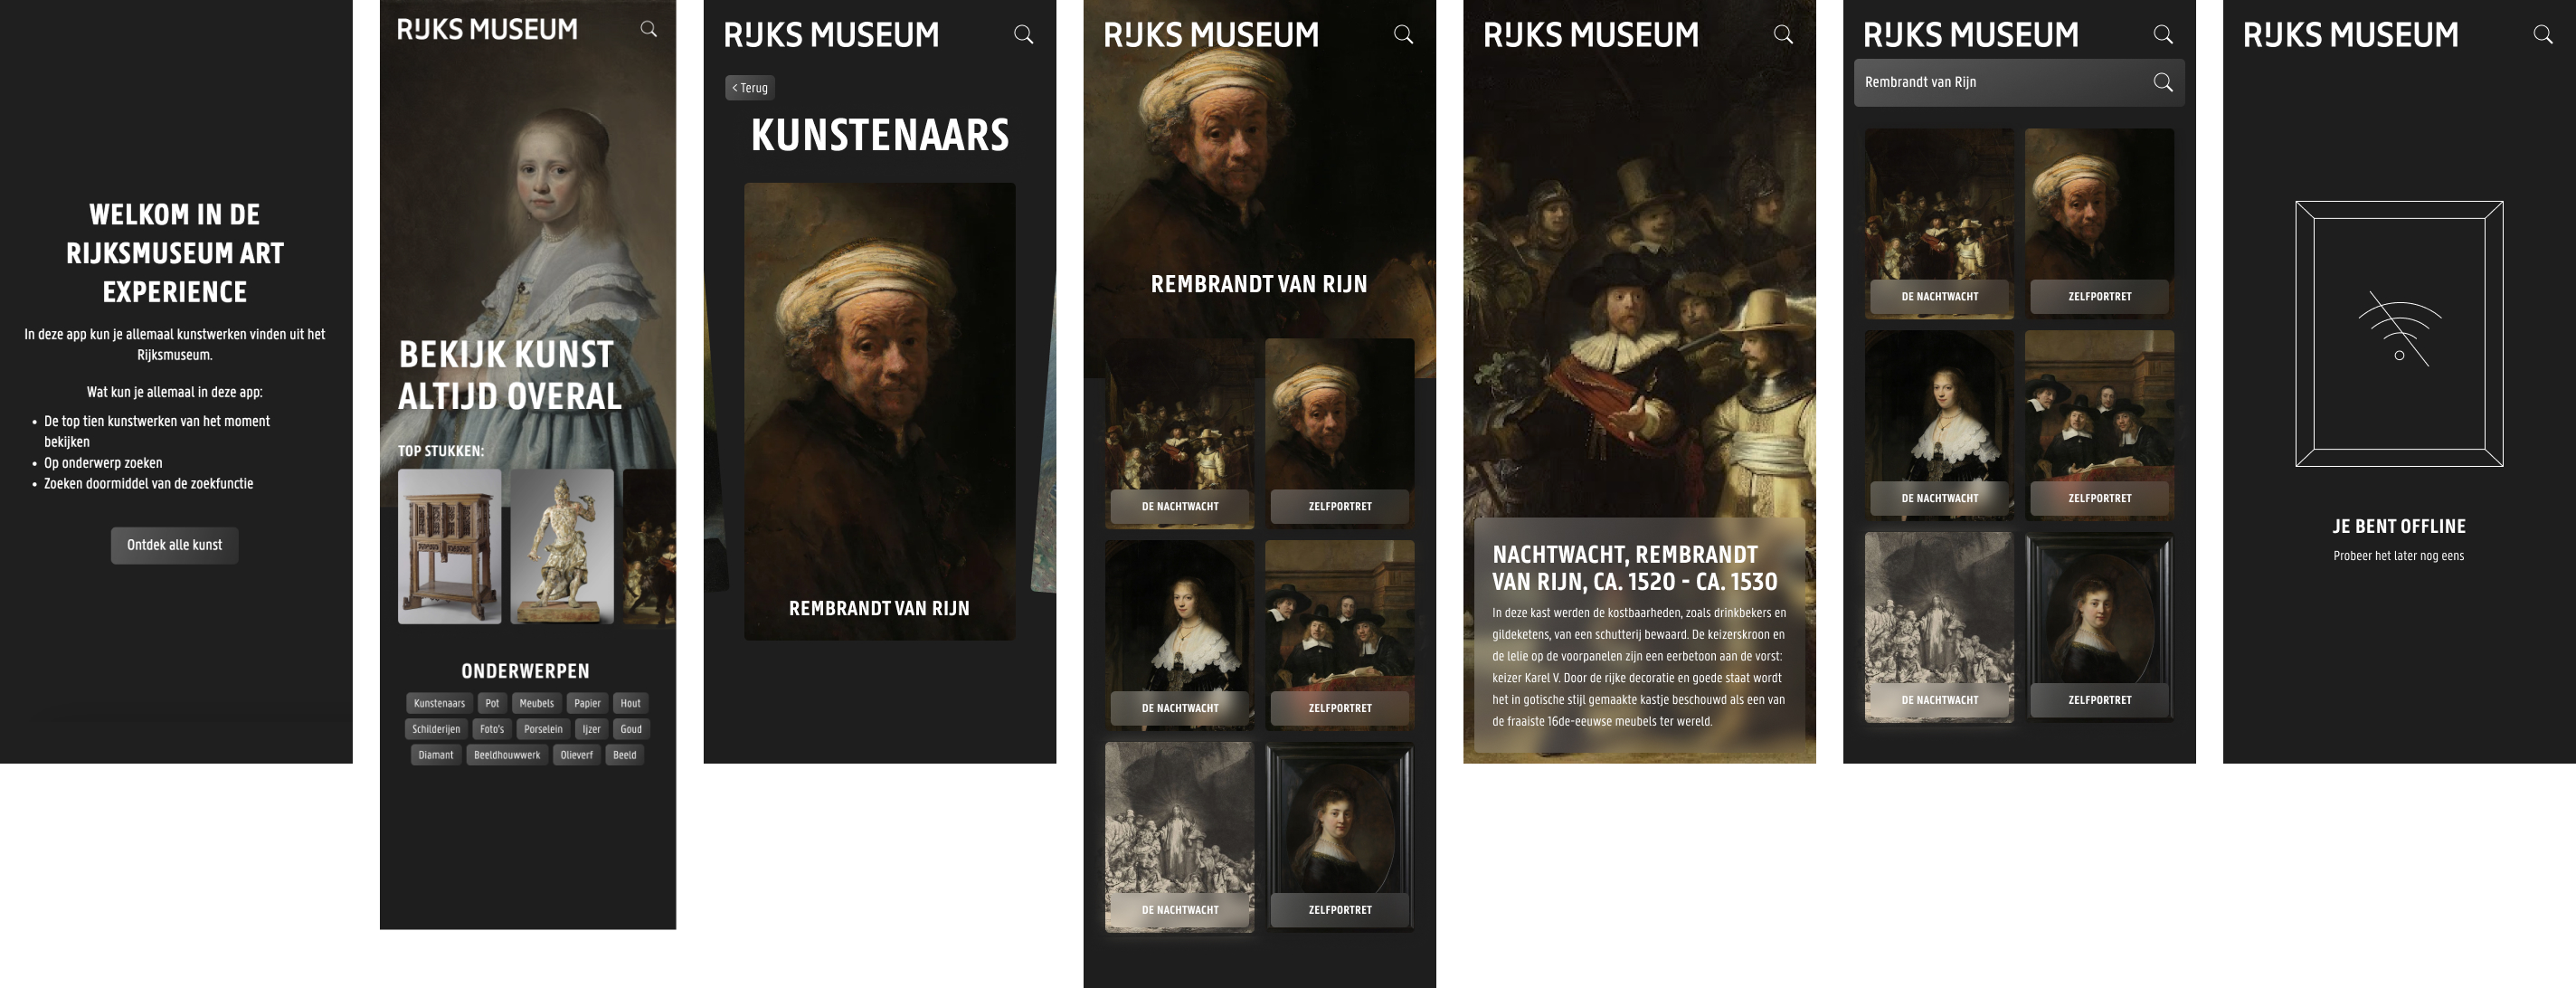 WELKOM IN DE
RIJKSMUSEUM ART
EXPERIENCE
In deze app kun je allemaal kunstwerken vinden uit het
Rijksmuseum.
Wat kun je allemaal in deze app:
• De top tien kunstwerken van het moment
bekijken
• Op onderwerp zoeken
• Zoeken doormiddel van de zoekfunctie
Ontdek alle kunst
RIJKS MUSEUM
BEKIJK KUNST
ALTIJD OVERAL
TOP STUKKEN:
ONDERWERPEN
Kunstenaars Pot Meubels Papier Hout
Schilderijen Foto's Porselein Ijzer Goud
Diamant Beeldhouwwerk Olieverf Beeld
RIJKS MUSEUM
< Terug
KUNSTENAARS
REMBRANDT VAN RIJN
RIJKS MUSEUM
REMBRANDT VAN RIJN
DE NACHTWACHT ZELFPORTRET
DE NACHTWACHT ZELFPORTRET
DE NACHTWACHT ZELFPORTRET
RIJKS MUSEUM
NACHTWACHT, REMBRANDT
VAN RIJN, CA. 1520 - CA. 1530
In deze kast werden de kostbaarheden, zoals drinkbekers en
gildeketens, van een schutterij bewaard. De keizerskroon en
de lelie op de voorpanelen zijn een eerbetoon aan de vorst:
keizer Karel V. Door de rijke decoratie en goede staat wordt
het in gotische stijl gemaakte kastje beschouwd als een van
de fraaiste 16de-eeuwse meubels ter wereld.
RIJKS MUSEUM
Rembrandt van Rijn
DE NACHTWACHT ZELFPORTRET
DE NACHTWACHT ZELFPORTRET
DE NACHTWACHT ZELFPORTRET
RIJKS MUSEUM
JE BENT OFFLINE
Probeer het later nog eens